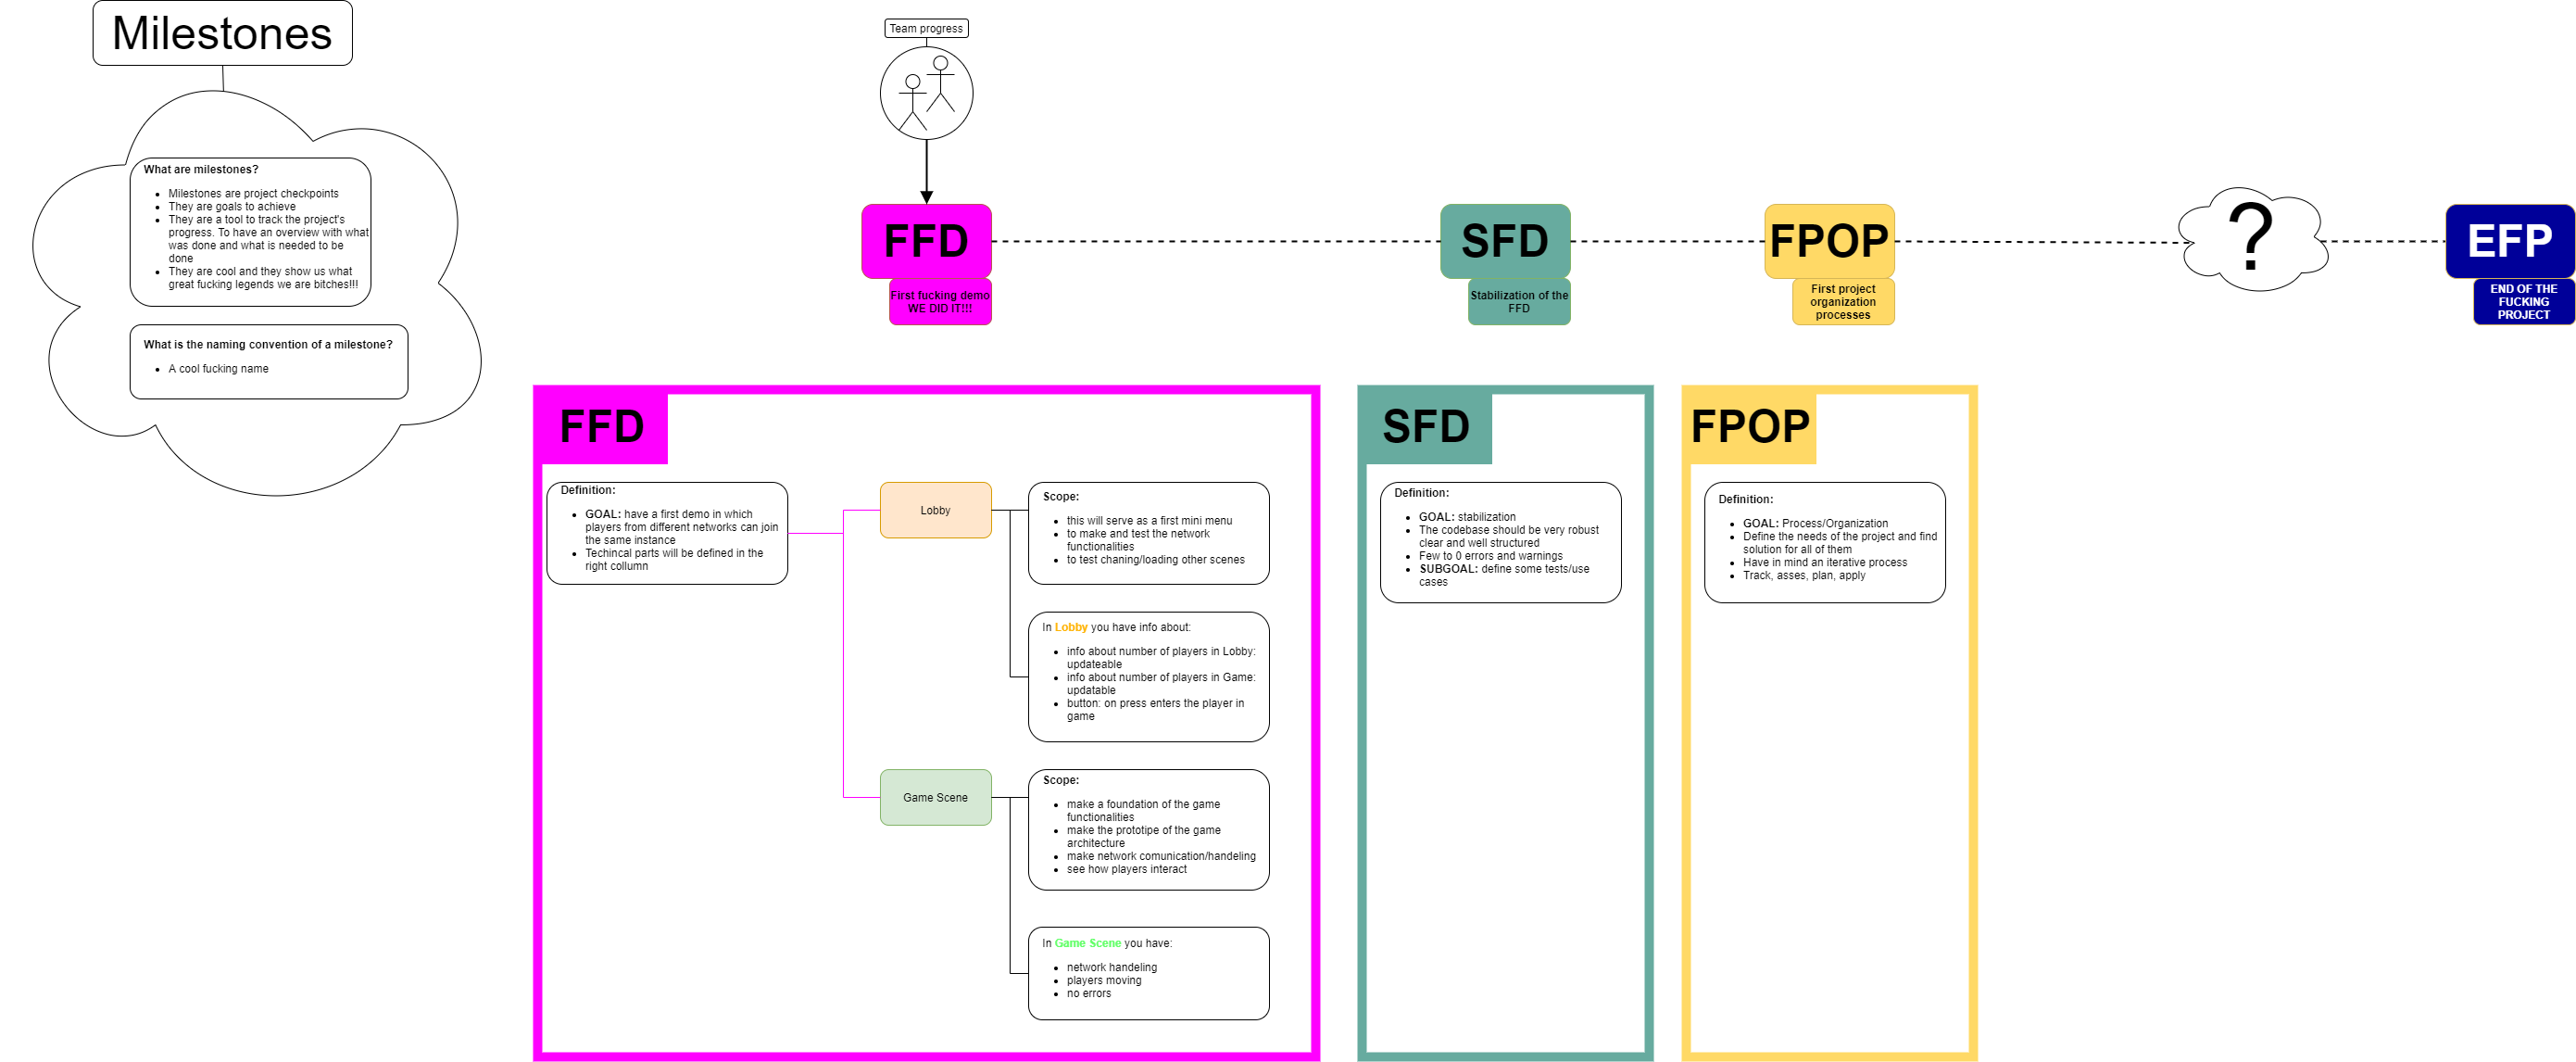 Milestones
What are milestones?
Milestones are project checkpoints
They are goals to achieve
They are a tool to track the project's
progress. To have an overview with what
was done and what is needed to be
done
They are cool and they show us what
great fucking legends we are bitches!!!
What is the naming convention of a milestone?
A cool fucking name
Team progress
FFD
First fucking demo
WE DID IT!!!
SFD
Stabilization of the
FFD
FPOP
First project
organization
processes
?
EFP
END OF THE
FUCKING
PROJECT
FFD
Definition:
GOAL: have a first demo in which
players from different networks can join
the same instance
Techincal parts will be defined in the
right collumn
Lobby
Scope:
this will serve as a first mini menu
to make and test the network
functionalities
to test chaning/loading other scenes
In Lobby you have info about:
info about number of players in Lobby:
updateable
info about number of players in Game:
updatable
button: on press enters the player in
game
Game Scene
Scope:
make a foundation of the game
functionalities
make the prototipe of the game
architecture
make network comunication/handeling
see how players interact
In Game Scene you have:
network handeling
players moving
no errors
SFD
Definition:
GOAL: stabilization
The codebase should be very robust
clear and well structured
Few to 0 errors and warnings
SUBGOAL: define some tests/use
cases
FPOP
Definition:
GOAL: Process/Organization
Define the needs of the project and find
solution for all of them
Have in mind an iterative process
Track, asses, plan, apply